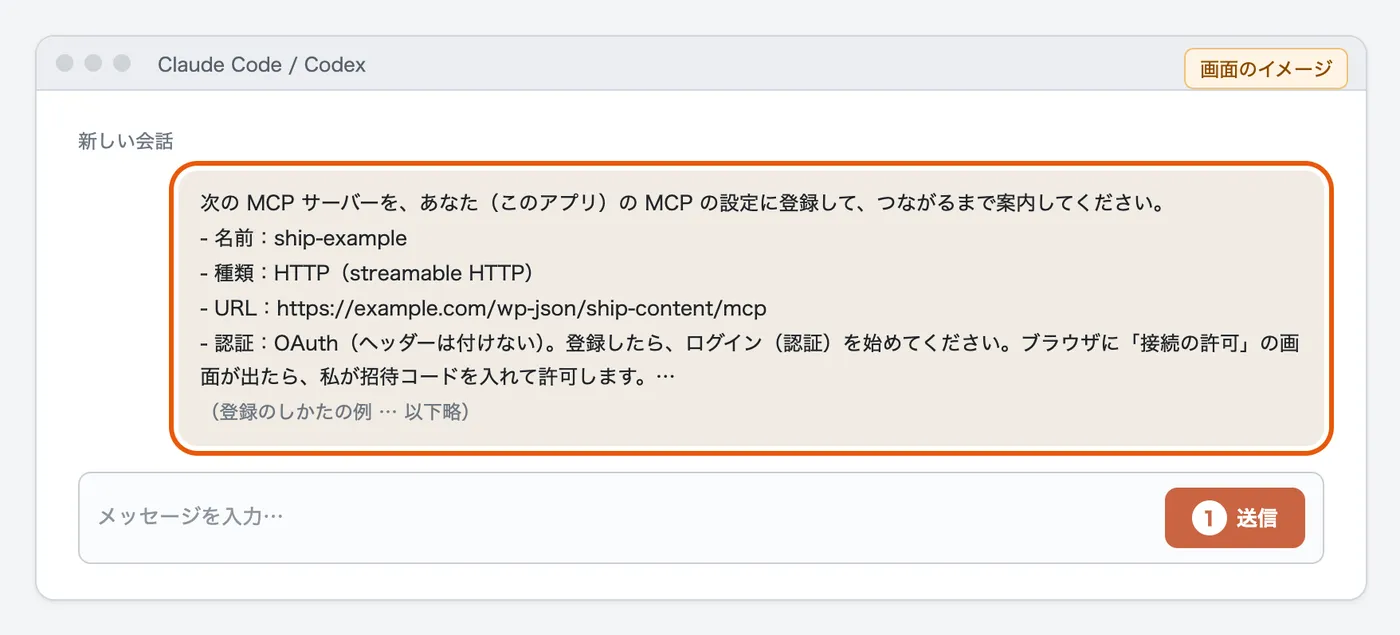 Claude Code / Codex
画面のイメージ
新しい会話
次の MCP サーバーを、あなた（このアプリ）の MCP の設定に登録して、つながるまで案内してください。
- 名前：ship-example
- 種類：HTTP（streamable HTTP）
- URL：https://example.com/wp-json/ship-content/mcp
- 認証：OAuth（ヘッダーは付けない）。登録したら、ログイン（認証）を始めてください。ブラウザに「接続の許可」の画
面が出たら、私が招待コードを入れて許可します。…
（登録のしかたの例 … 以下略）
メッセージを入力…
1 送信